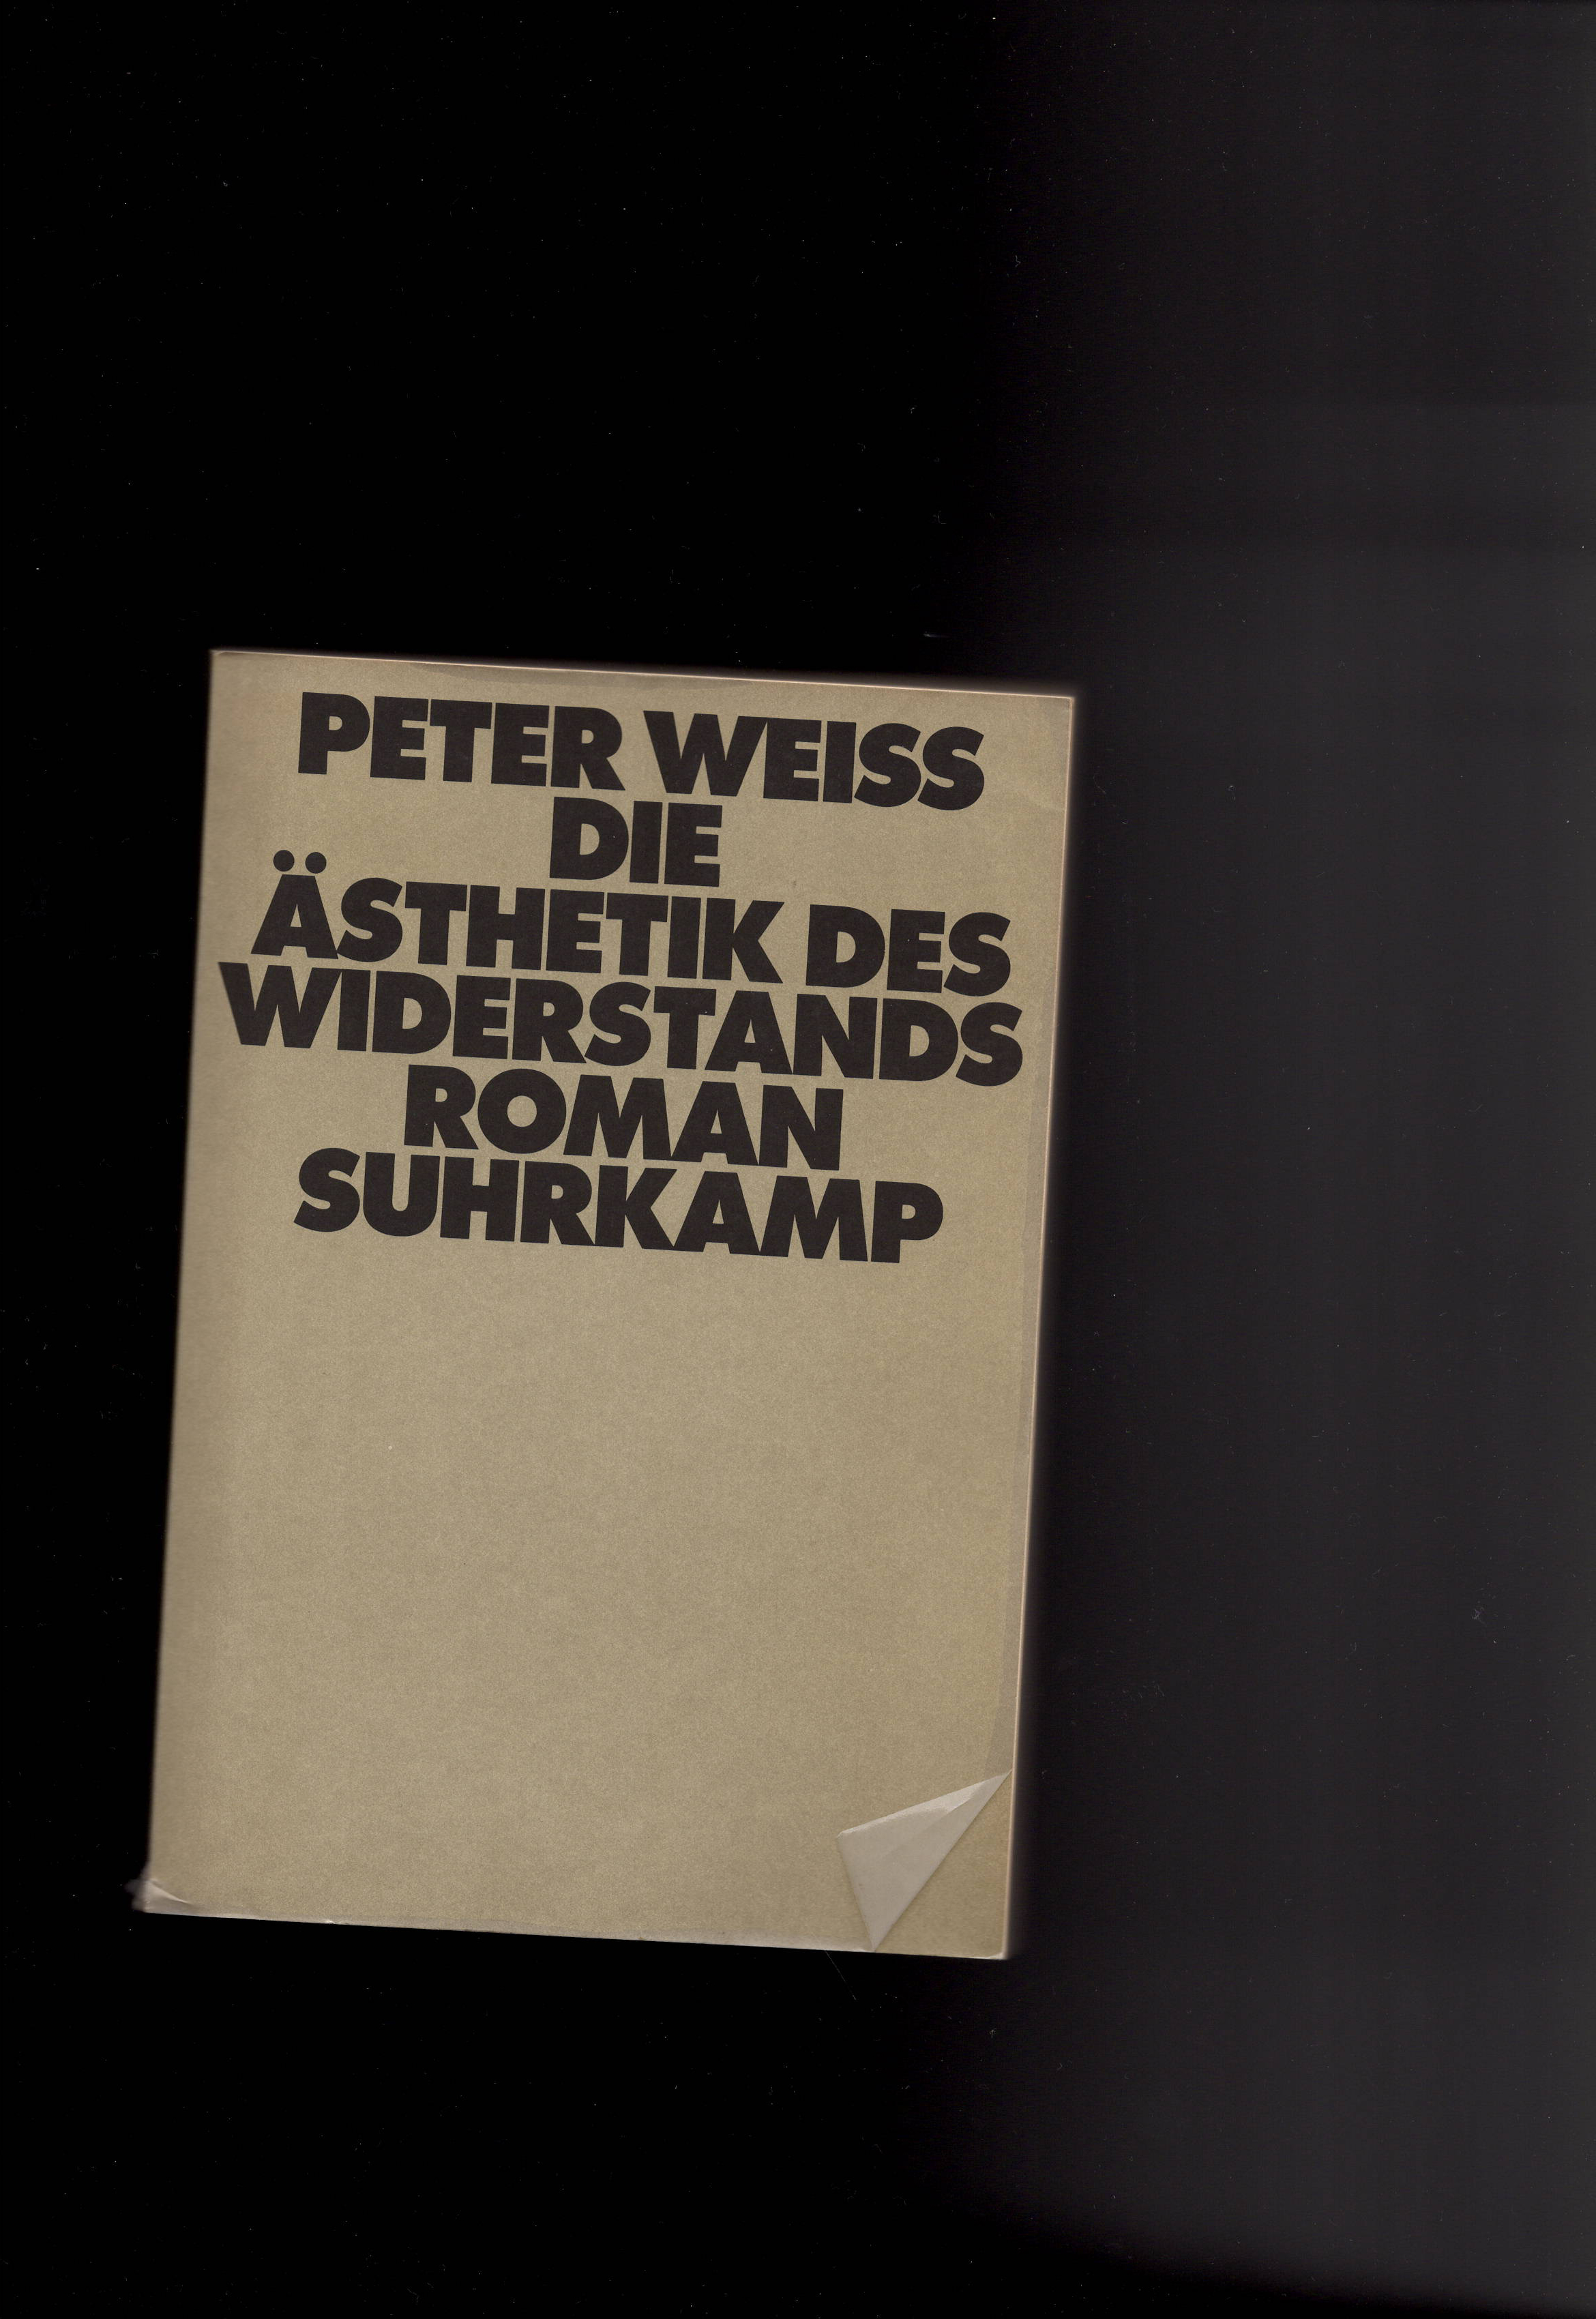 PETER WEISS
DIE
ÄSTHETIK DES
WIDERSTANDS
ROMAN
SUHRKAMP